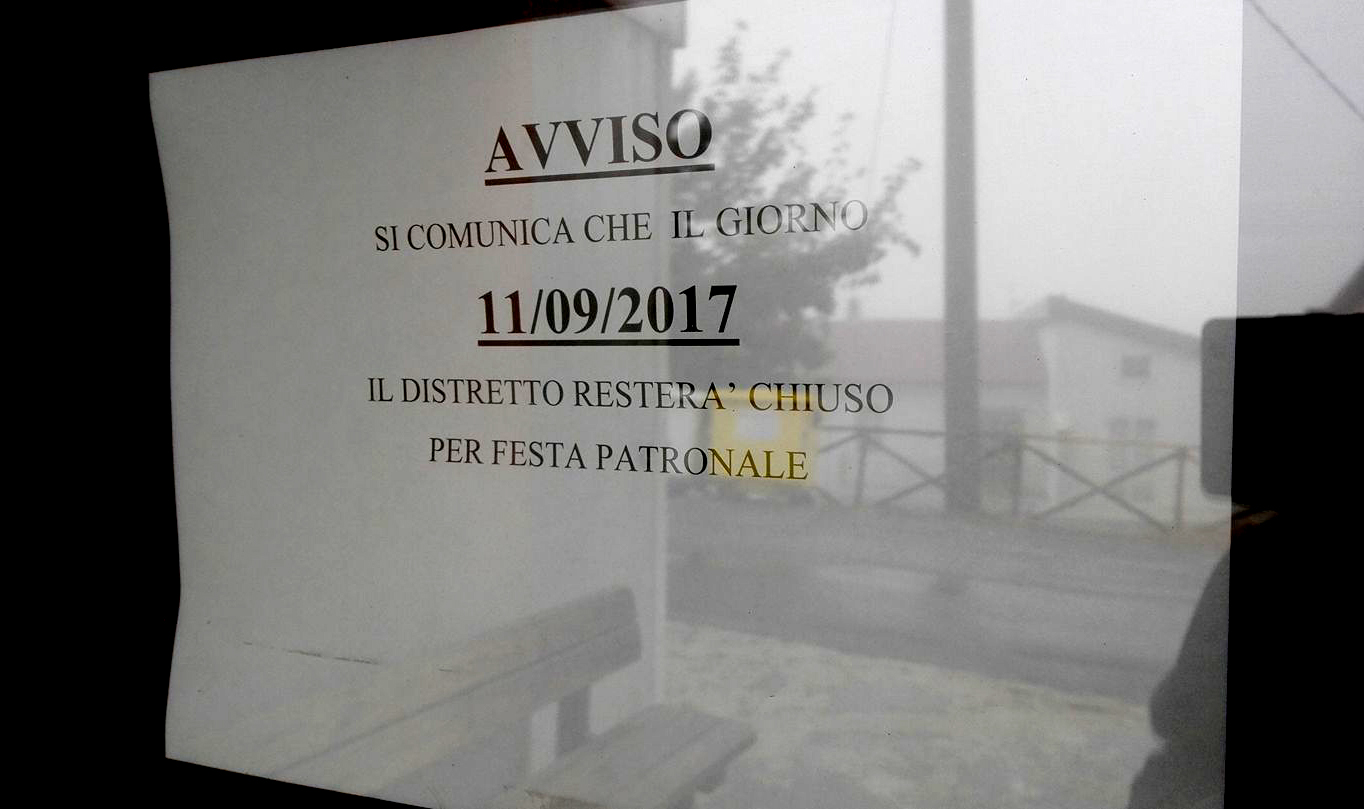 AVVISO
SI COMUNICA CHE IL GIORNO
11/09/2017
IL DISTRETTO RESTERA’ CHIUSO
PER FESTA PATRONALE